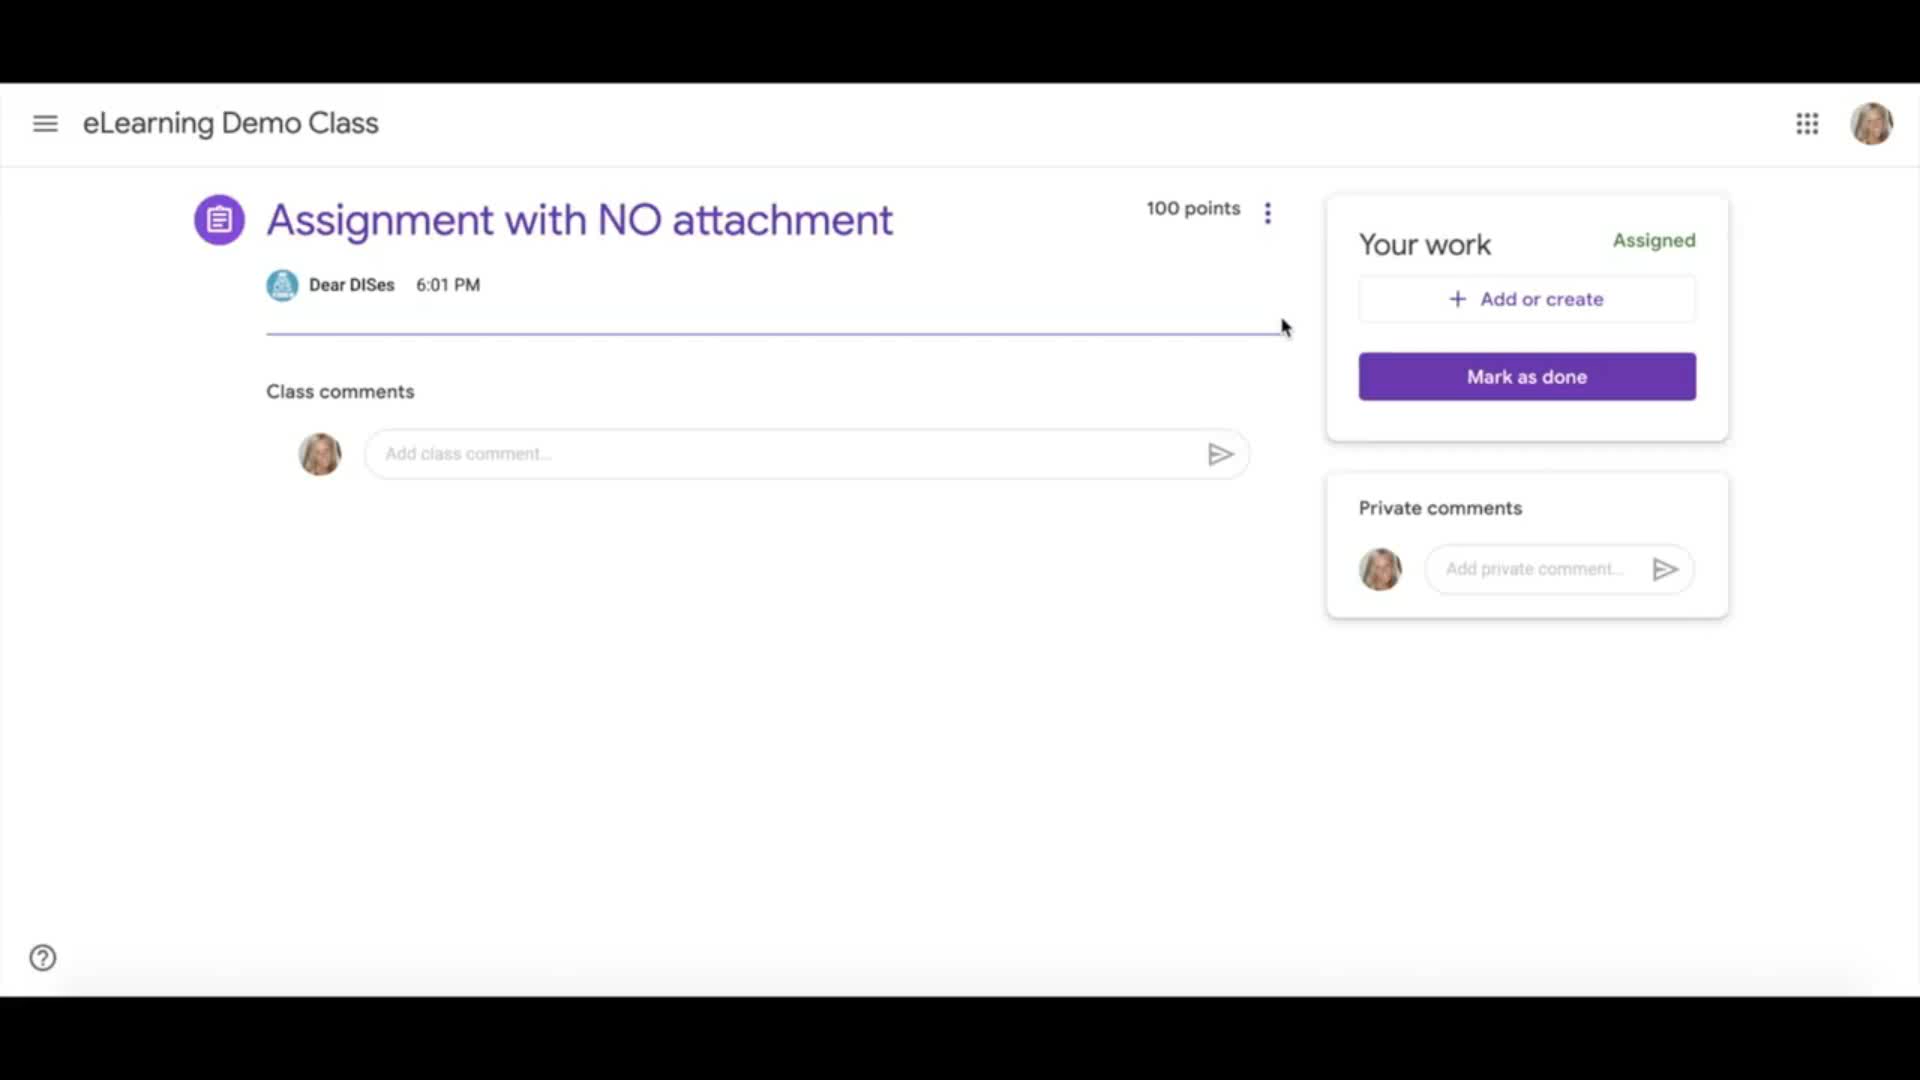 eLearning Demo Class
Assignment with NO attachment
100 points
Dear DISes 6:01 PM
Class comments
Add class comment...
Your work
Assigned
+ Add or create
Mark as done
Private comments
Add private comment...